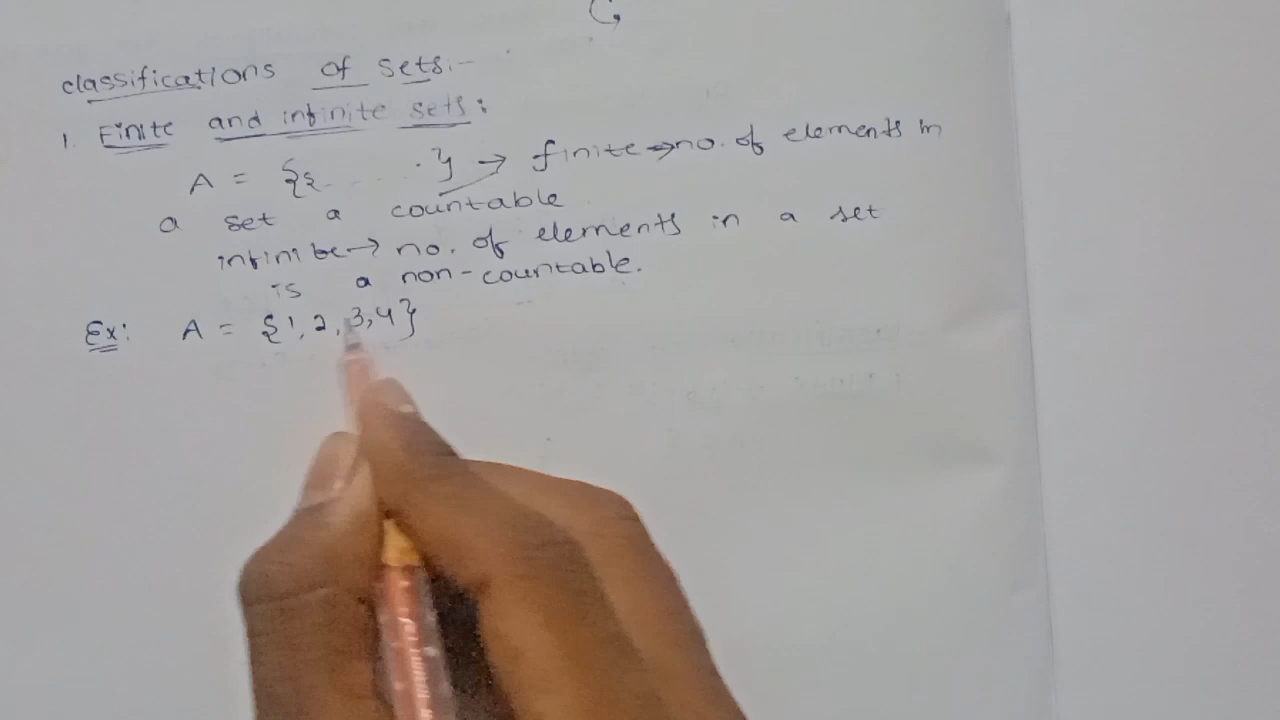 classifications of sets:-
1. Finite and infinite sets:
A = {ξ ...... .} → finite → no. of elements in
a set a countable
infinite → no. of elements in a set
is a non-countable.
Ex: A = {1, 2, 3, 4}